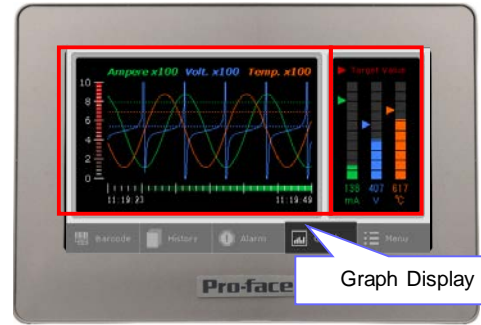 Ampere x100 Volt. x100 Temp. x100
10
8
6
4
2
0
11:19:23 11:19:49
Target Value
138 407 617
mA V ℃
Barcode History Alarm Menu
Pro-face
Graph Display